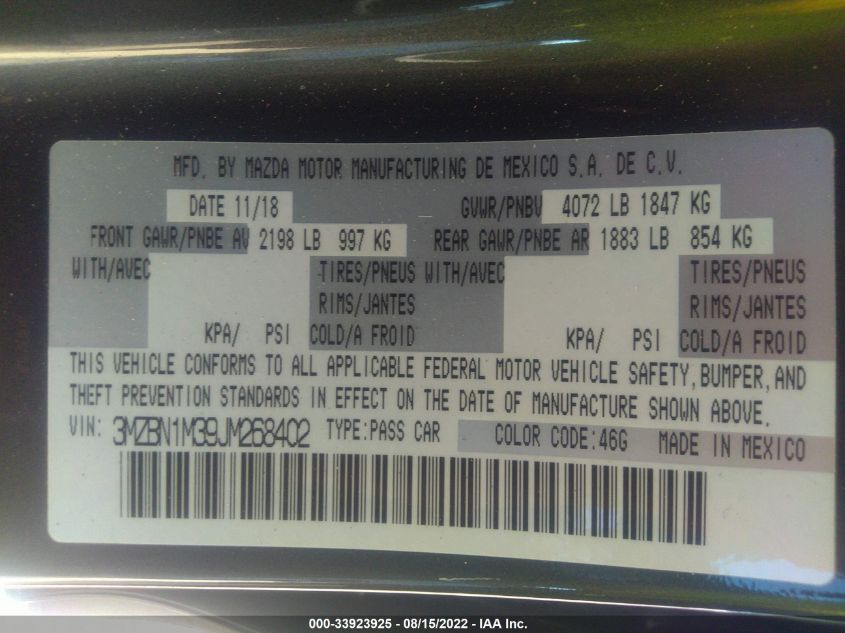 MFD. BY MAZDA MOTOR MANUFACTURING DE MEXICO S.A. DE C.V.
DATE 11/18 GVWR/PNBV 4072 LB 1847 KG
FRONT GAWR/PNBE AV 2198 LB 997 KG REAR GAWR/PNBE AR 1883 LB 854 KG
WITH/AVEC TIRES/PNEUS WITH/AVEC TIRES/PNEUS
RIMS/JANTES RIMS/JANTES
KPA/ PSI COLD/A FROID KPA/ PSI COLD/A FROID
THIS VEHICLE CONFORMS TO ALL APPLICABLE FEDERAL MOTOR VEHICLE SAFETY, BUMPER, AND
THEFT PREVENTION STANDARDS IN EFFECT ON THE DATE OF MANUFACTURE SHOWN ABOVE.
VIN: 3MZBN1M39JM268402 TYPE:PASS CAR COLOR CODE:46G MADE IN MEXICO
000-33923925 - 08/15/2022 - IAA Inc.